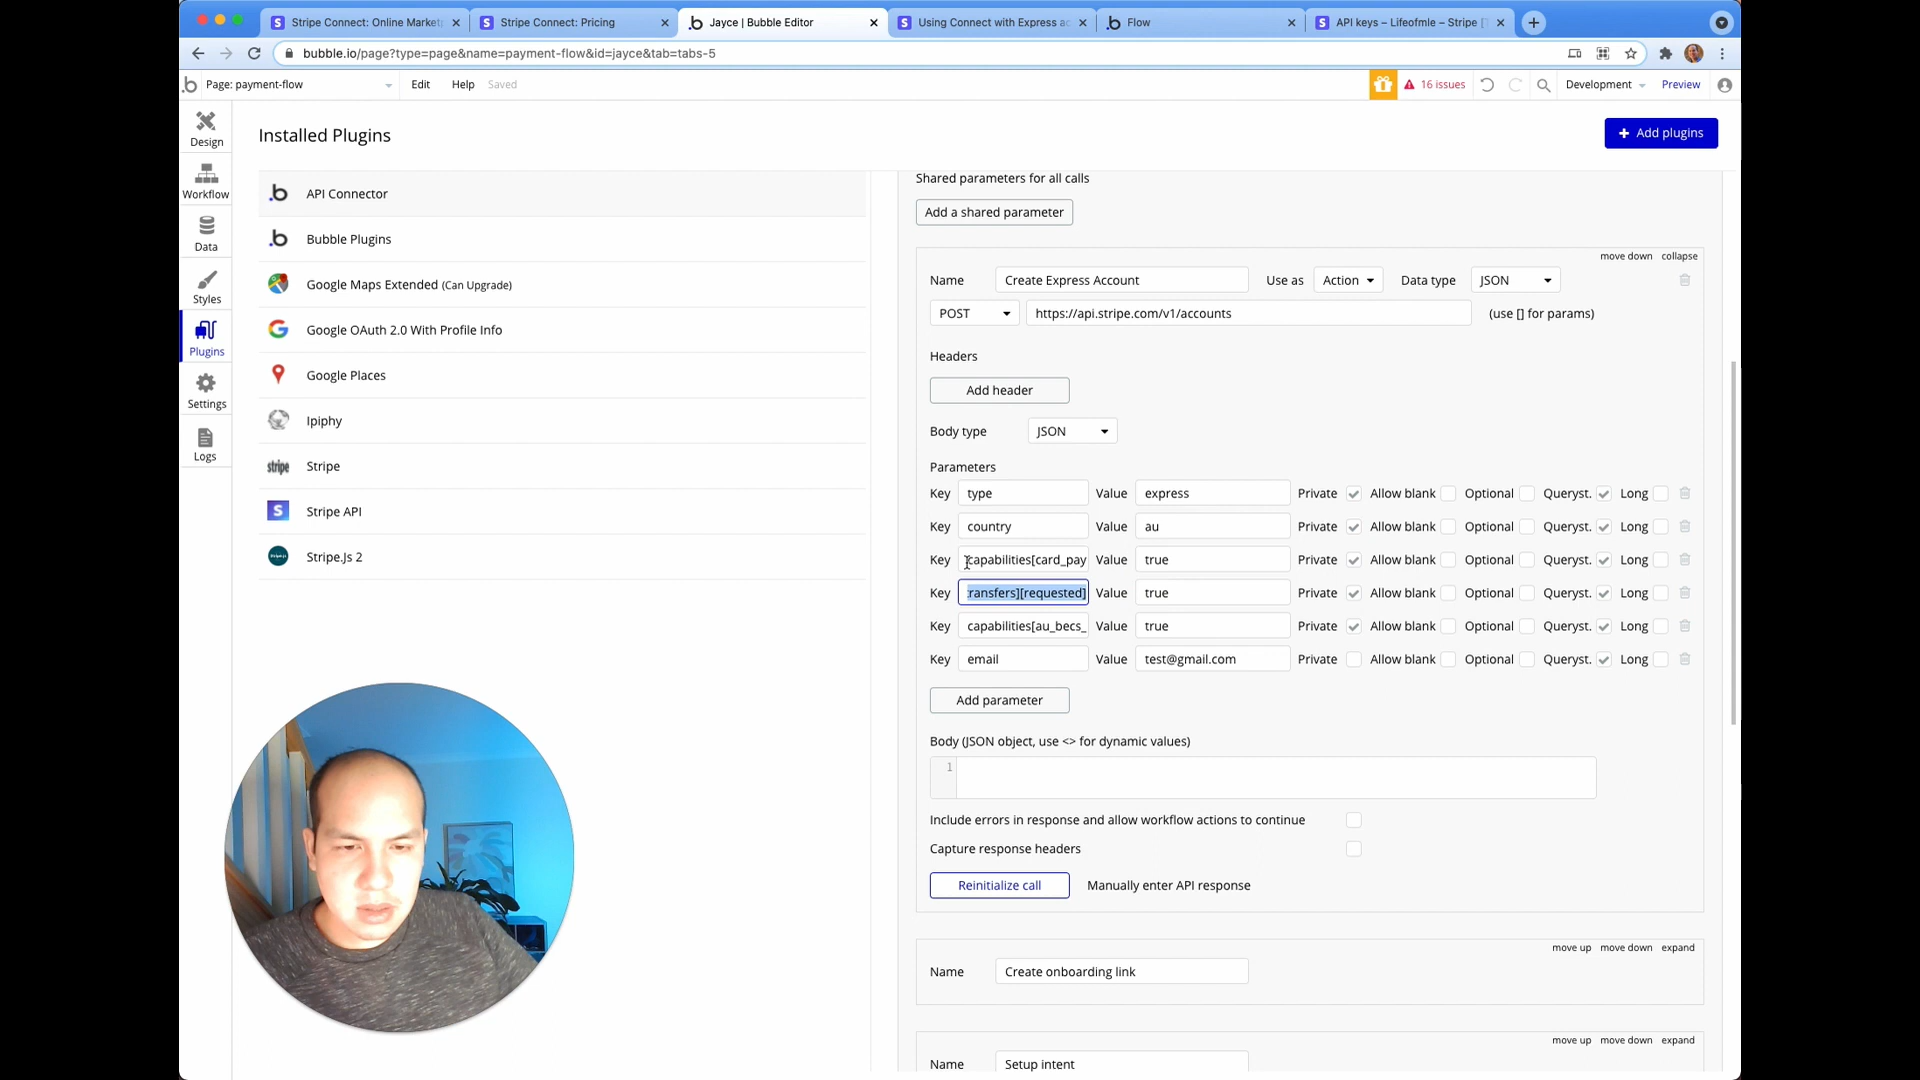 Stripe Connect: Online Market
Stripe Connect: Pricing
Jayce | Bubble Editor
Using Connect with Express ac
Flow
API keys – Lifeofmle – Stripe [T
bubble.io/page?type=page&name=payment-flow&id=jayce&tab=tabs-5
Page: payment-flow
Edit
Help
Saved
16 issues
Development
Preview
Design
Workflow
Data
Styles
Plugins
Settings
Logs
Installed Plugins
Add plugins
API Connector
Bubble Plugins
Google Maps Extended (Can Upgrade)
Google OAuth 2.0 With Profile Info
Google Places
Ipiphy
stripe Stripe
Stripe API
Stripe.Js 2
Shared parameters for all calls
Add a shared parameter
move down collapse
Name Create Express Account Use as Action Data type JSON
POST https://api.stripe.com/v1/accounts (use [] for params)
Headers
Add header
Body type JSON
Parameters
Key type Value express Private Allow blank Optional Queryst. Long
Key country Value au Private Allow blank Optional Queryst. Long
Key capabilities[card_pay Value true Private Allow blank Optional Queryst. Long
Key transfers][requested] Value true Private Allow blank Optional Queryst. Long
Key capabilities[au_becs_ Value true Private Allow blank Optional Queryst. Long
Key email Value test@gmail.com Private Allow blank Optional Queryst. Long
Add parameter
Body (JSON object, use <> for dynamic values)
1
Include errors in response and allow workflow actions to continue
Capture response headers
Reinitialize call Manually enter API response
move up move down expand
Name Create onboarding link
move up move down expand
Name Setup intent